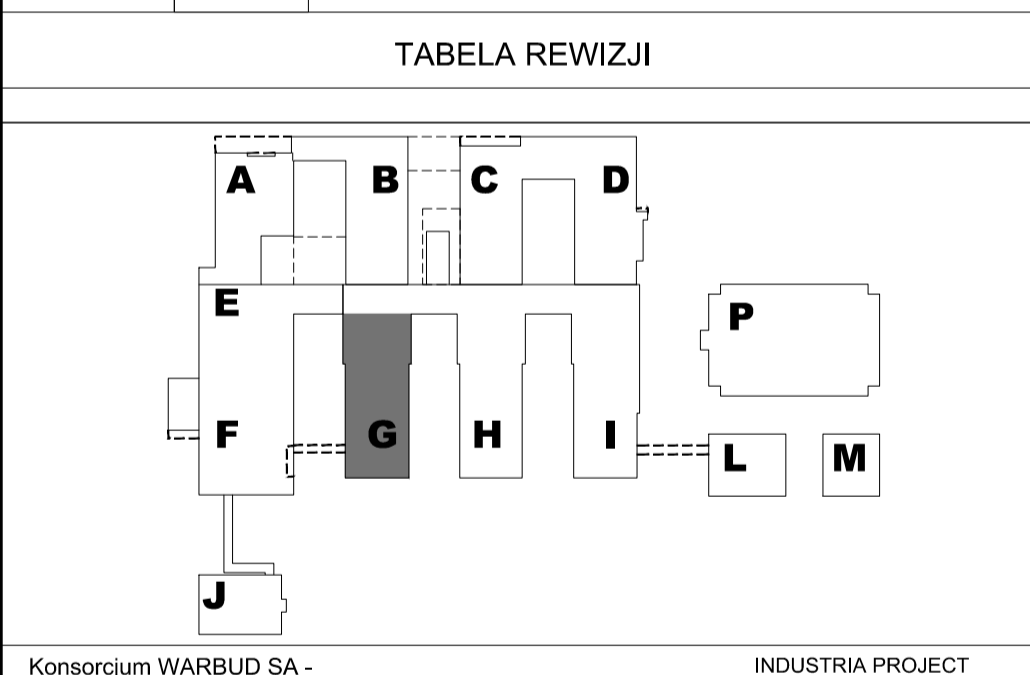 TABELA REWIZJI
A B C D
E P
F G H I L M
J
Konsorcium WARBUD SA - INDUSTRIA PROJECT